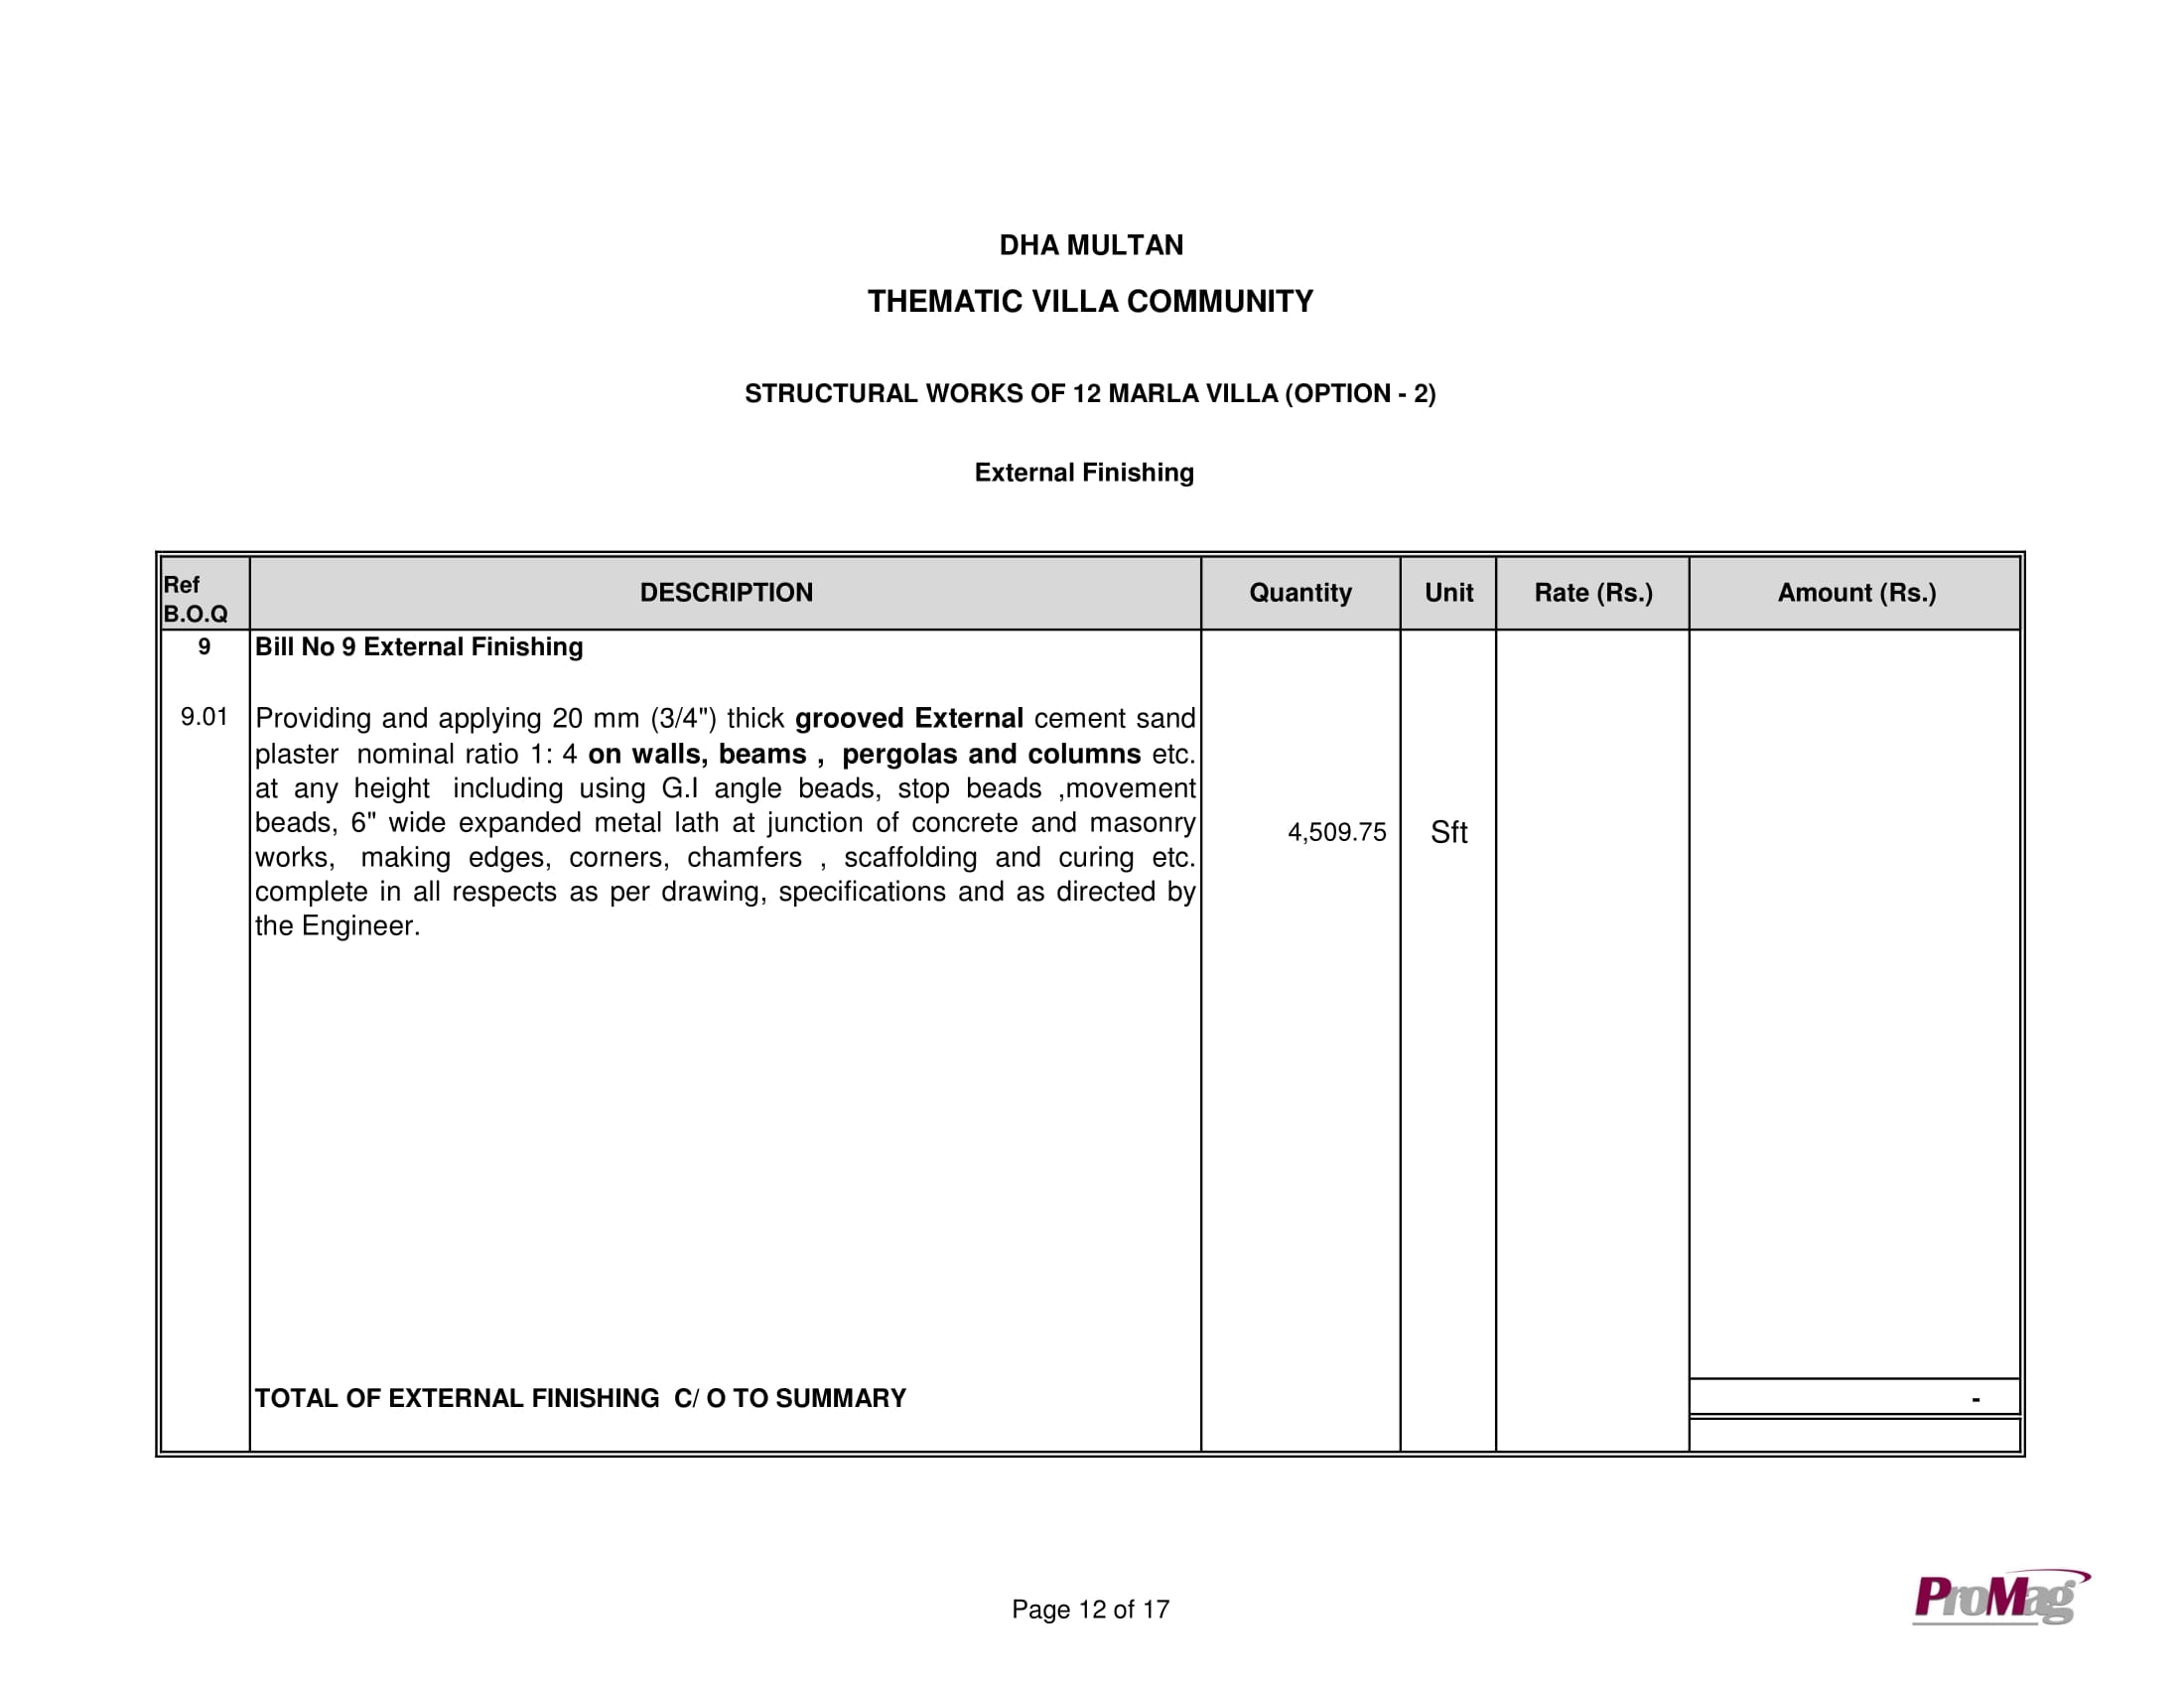 DHA MULTAN
THEMATIC VILLA COMMUNITY
STRUCTURAL WORKS OF 12 MARLA VILLA (OPTION - 2)
External Finishing
Ref B.O.Q DESCRIPTION Quantity Unit Rate (Rs.) Amount (Rs.)
9 Bill No 9 External Finishing
9.01 Providing and applying 20 mm (3/4") thick grooved External cement sand
plaster nominal ratio 1: 4 on walls, beams , pergolas and columns etc.
at any height including using G.I angle beads, stop beads ,movement
beads, 6" wide expanded metal lath at junction of concrete and masonry
works, making edges, corners, chamfers , scaffolding and curing etc.
complete in all respects as per drawing, specifications and as directed by
the Engineer.
4,509.75 Sft
TOTAL OF EXTERNAL FINISHING C/ O TO SUMMARY -
Page 12 of 17
ProMag